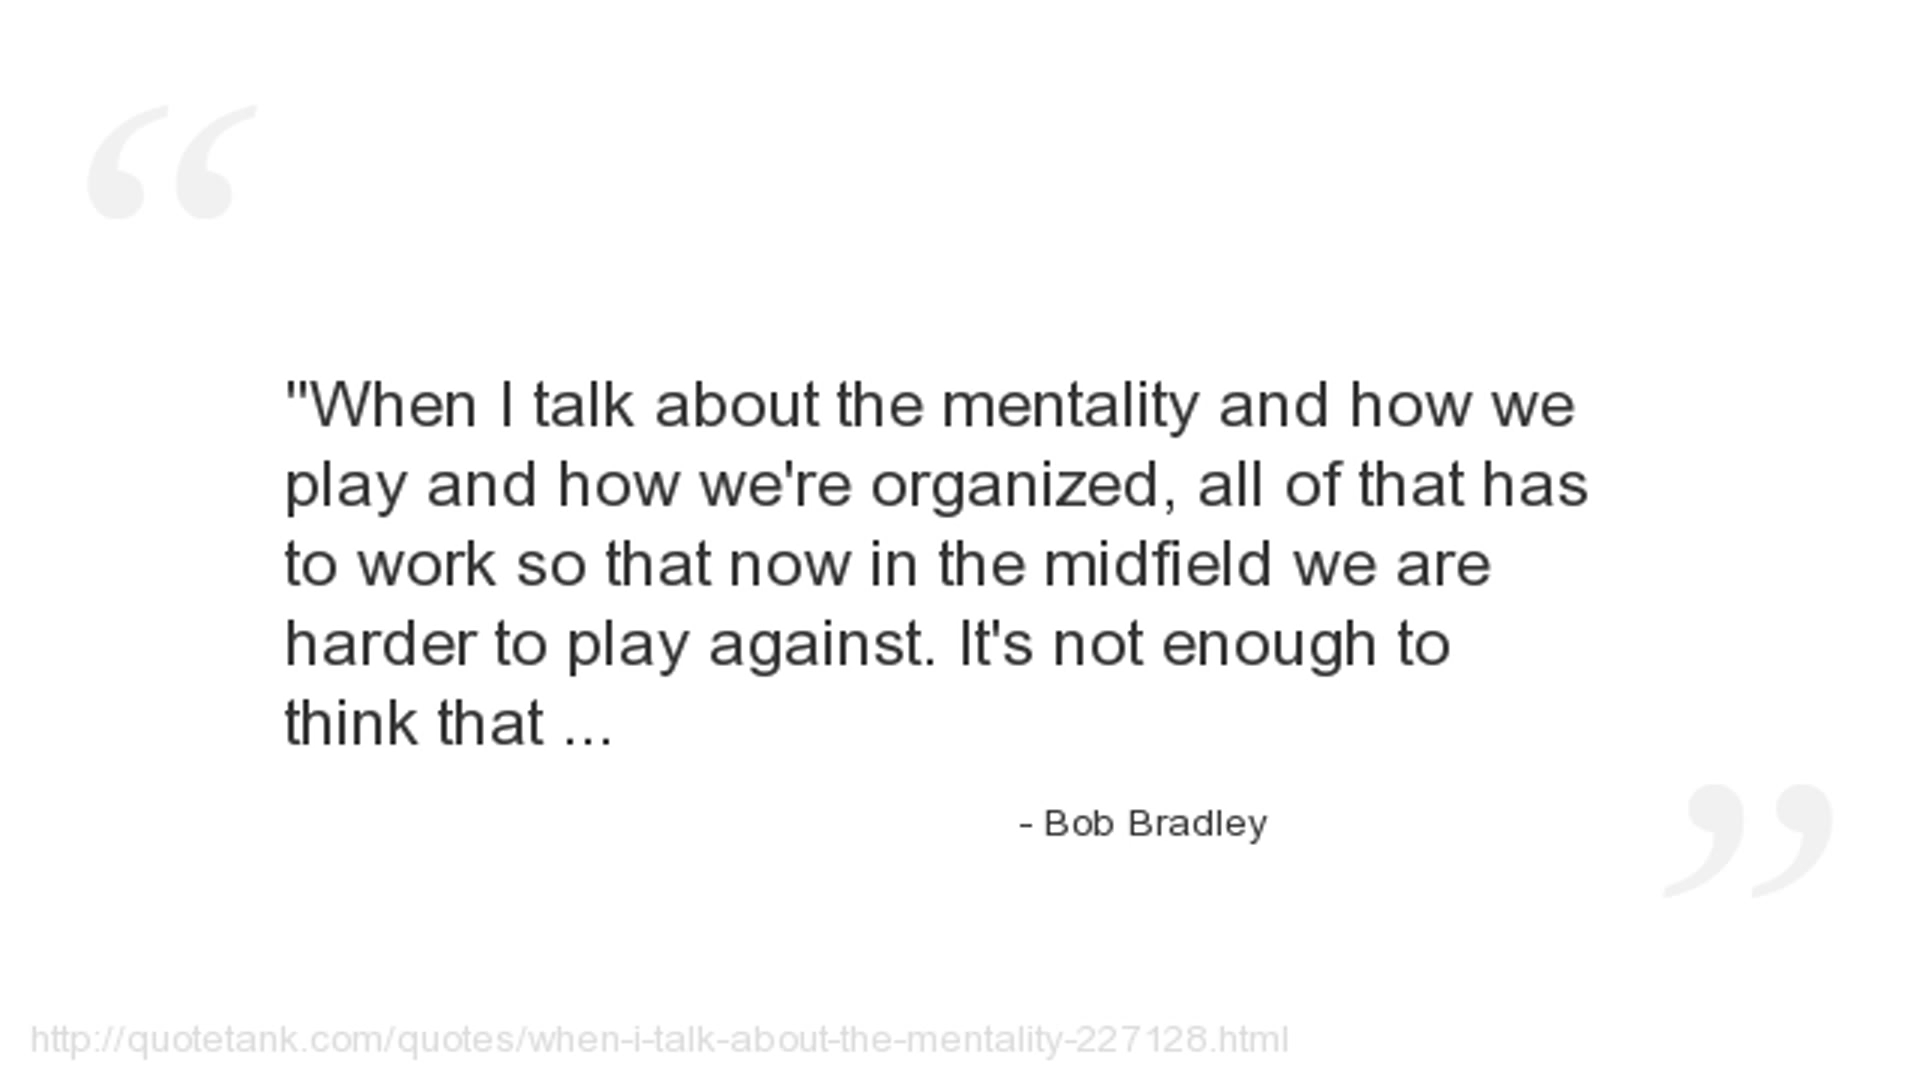 "When I talk about the mentality and how we
play and how we're organized, all of that has
to work so that now in the midfield we are
harder to play against. It's not enough to
think that ...
- Bob Bradley
http://quotetank.com/quotes/when-i-talk-about-the-mentality-227128.html